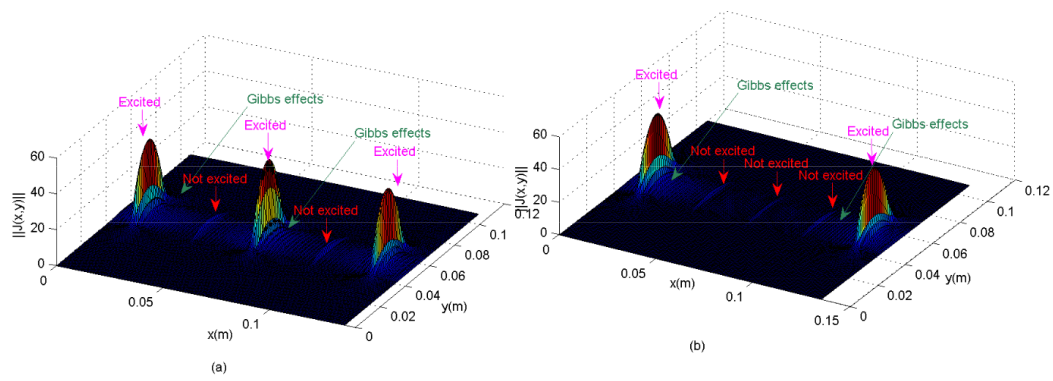 Excited
Gibbs effects
Excited
Gibbs effects
Excited
Not excited
Not excited
60
40
20
0
||J(x,y)||
0
0.05
0.1
x(m)
0
0.02
0.04
0.06
0.08
0.1
0.12
y(m)
(a)
Excited
Gibbs effects
Excited
Gibbs effects
Not excited
Not excited
Not excited
60
40
20
0
||J(x,y)||
0
0.05
0.1
0.15
x(m)
0
0.02
0.04
0.06
0.08
0.1
0.12
y(m)
(b)